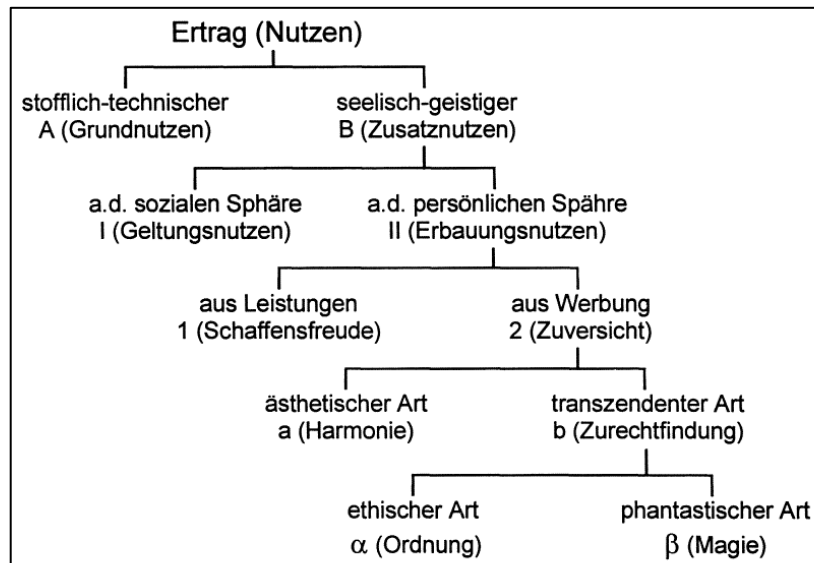 Ertrag (Nutzen)
stofflich-technischer
A (Grundnutzen)
seelisch-geistiger
B (Zusatznutzen)
a.d. sozialen Sphäre
I (Geltungsnutzen)
a.d. persönlichen Spähre
II (Erbauungsnutzen)
aus Leistungen
1 (Schaffensfreude)
aus Werbung
2 (Zuversicht)
ästhetischer Art
a (Harmonie)
transzendenter Art
b (Zurechtfindung)
ethischer Art
α (Ordnung)
phantastischer Art
β (Magie)